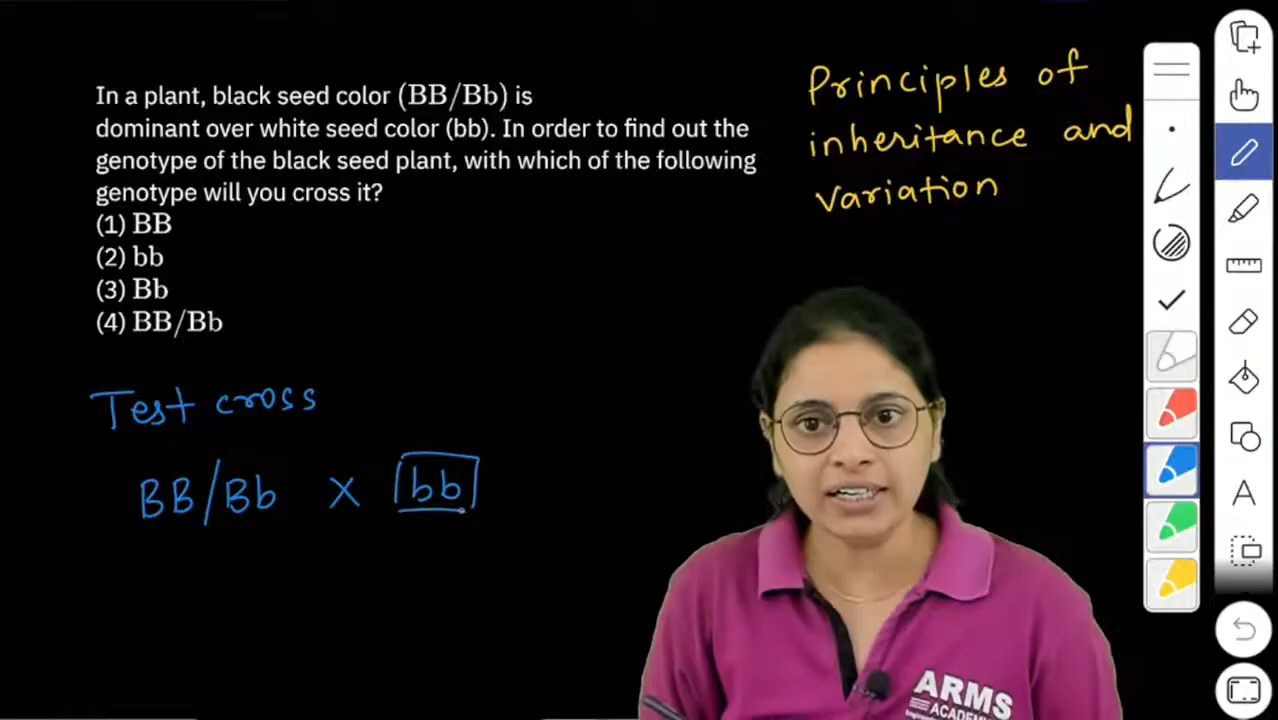 In a plant, black seed color (BB/Bb) is
dominant over white seed color (bb). In order to find out the
genotype of the black seed plant, with which of the following
genotype will you cross it?
(1) BB
(2) bb
(3) Bb
(4) BB/Bb
Principles of
inheritance and
variation
Test cross
BB/Bb X bb
A
ARMS
ACADEMY